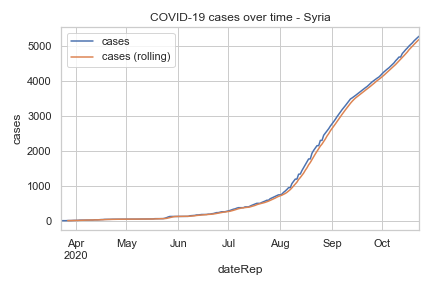 COVID-19 cases over time - Syria
cases
cases (rolling)
5000
4000
3000
2000
1000
0
cases
Apr May Jun Jul Aug Sep Oct
2020
dateRep